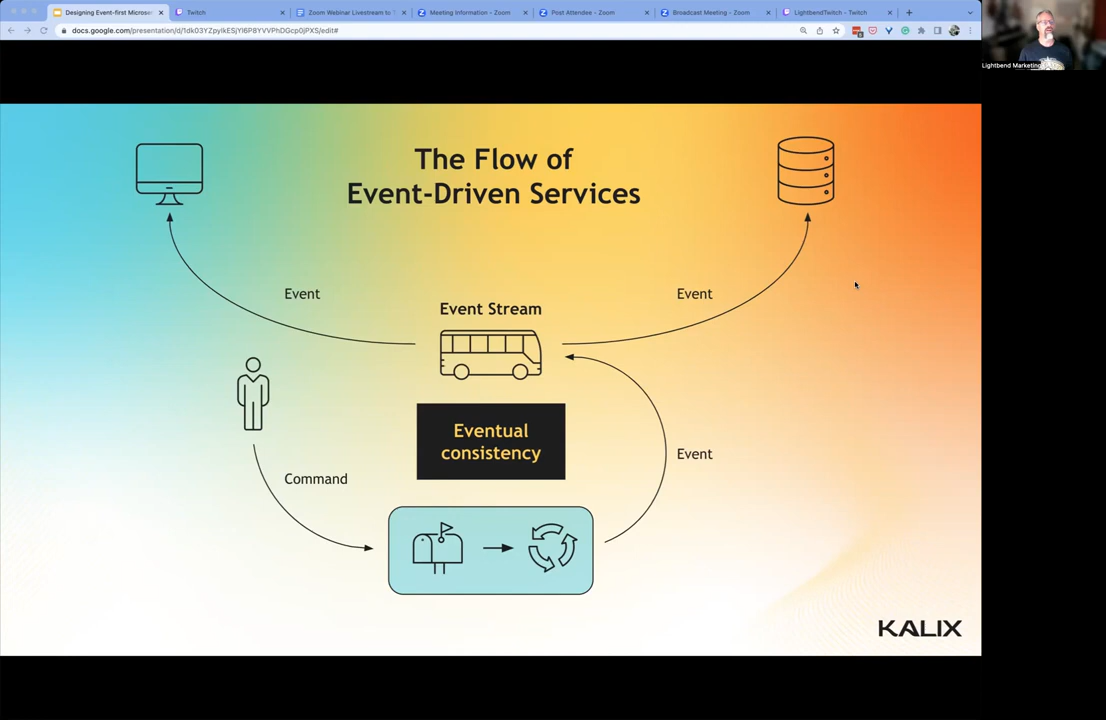 Designing Event-first Microser
Twitch
Zoom Webinar Livestream to
Meeting Information - Zoom
Post Attendee - Zoom
Broadcast Meeting - Zoom
LightbendTwitch - Twitch
Lightbend Marketing
The Flow of
Event-Driven Services
Event
Event
Event Stream
Eventual
consistency
Event
Command
KALIX